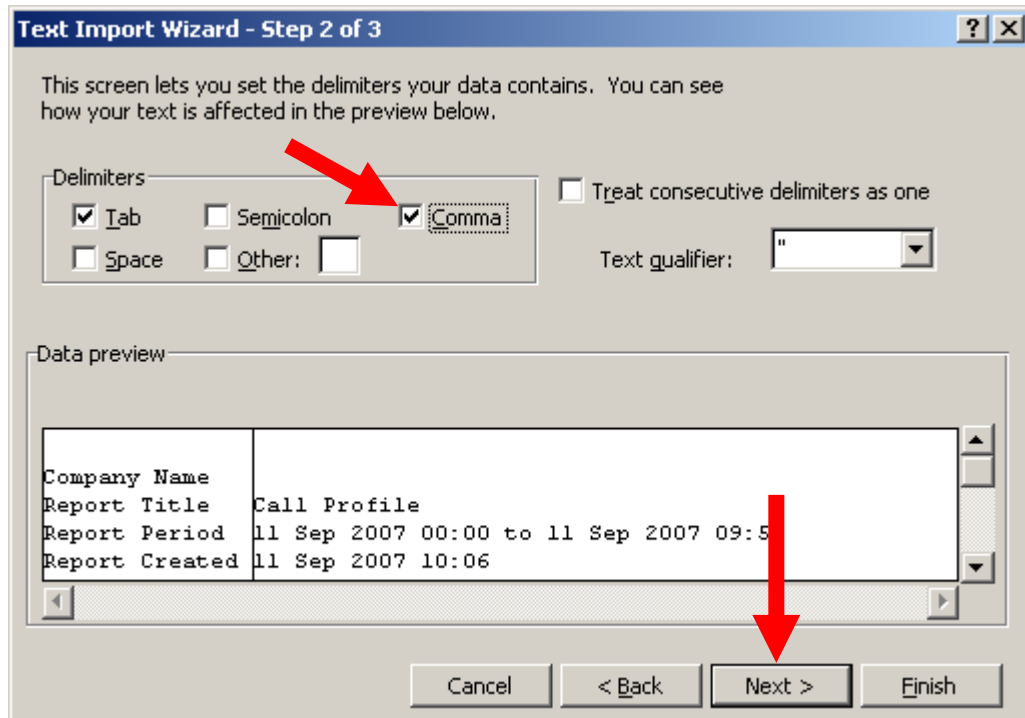 Text Import Wizard - Step 2 of 3
This screen lets you set the delimiters your data contains. You can see
how your text is affected in the preview below.
Delimiters
Tab Semicolon Comma
Space Other:
Treat consecutive delimiters as one
Text qualifier: "
Data preview
Company Name
Report Title Call Profile
Report Period 11 Sep 2007 00:00 to 11 Sep 2007 09:5
Report Created 11 Sep 2007 10:06
Cancel < Back Next > Finish